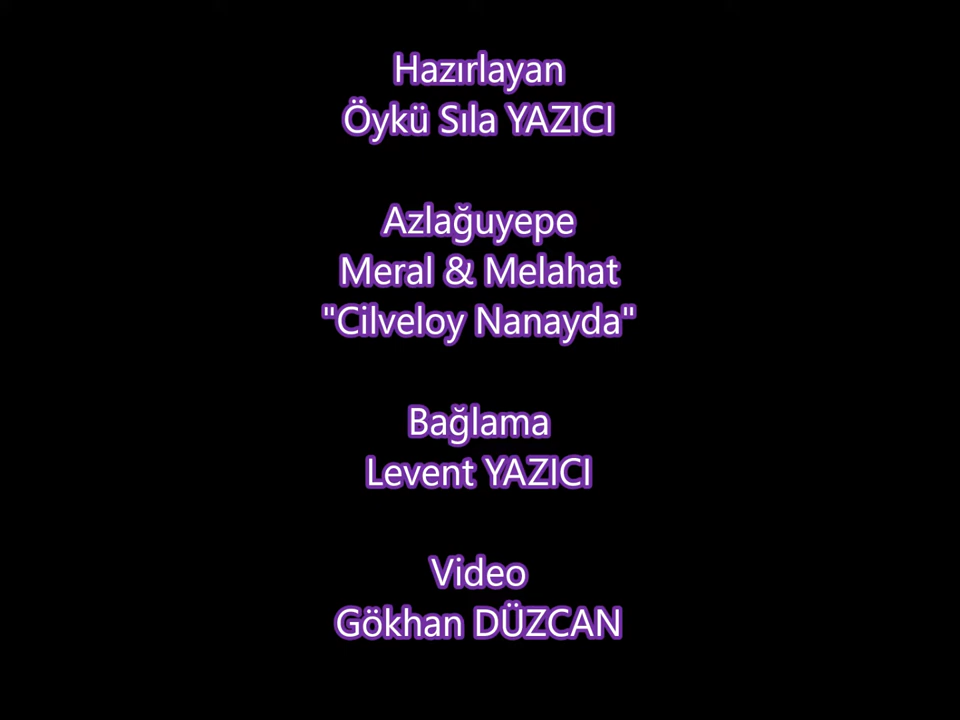 Hazırlayan
Öykü Sıla YAZICI
Azlağuyepe
Meral & Melahat
"Cilveloy Nanayda"
Bağlama
Levent YAZICI
Video
Gökhan DÜZCAN